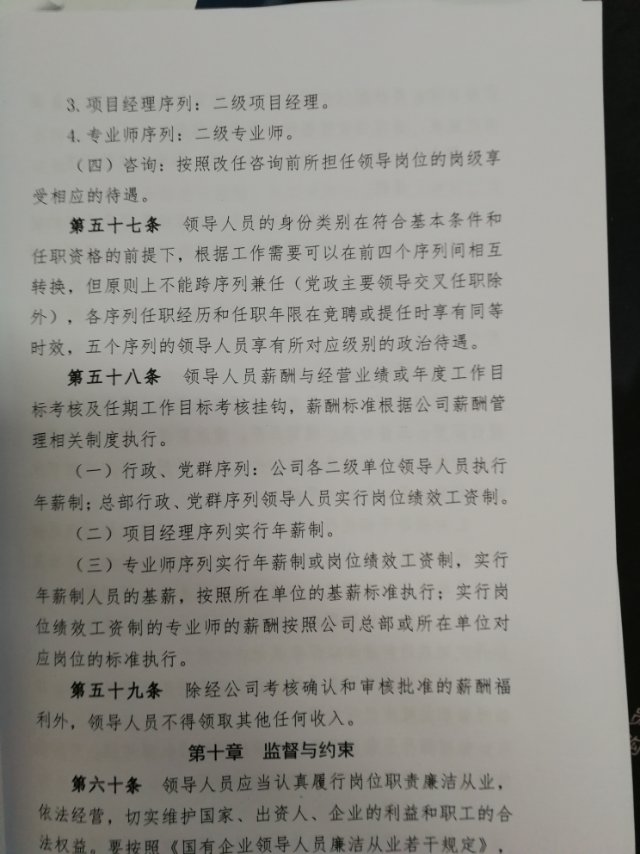 3.项目经理序列：二级项目经理。
4.专业师序列：二级专业师。
（四）咨询：按照改任咨询前所担任领导岗位的岗级享
受相应的待遇。
第五十七条 领导人员的身份类别在符合基本条件和
任职资格的前提下，根据工作需要可以在前四个序列间相互
转换，但原则上不能跨序列兼任（党政主要领导交叉任职除
外），各序列任职经历和任职年限在竞聘或提任时享有同等
时效，五个序列的领导人员享有所对应级别的政治待遇。
第五十八条 领导人员薪酬与经营业绩或年度工作目
标考核及任期工作目标考核挂钩，薪酬标准根据公司薪酬管
理相关制度执行。
（一）行政、党群序列：公司各二级单位领导人员执行
年薪制；总部行政、党群序列领导人员实行岗位绩效工资制。
（二）项目经理序列实行年薪制。
（三）专业师序列实行年薪制或岗位绩效工资制，实行
年薪制人员的基薪，按照所在单位的基薪标准执行；实行岗
位绩效工资制的专业师的薪酬按照公司总部或所在单位对
应岗位的标准执行。
第五十九条 除经公司考核确认和审核批准的薪酬福
利外，领导人员不得领取其他任何收入。
第十章 监督与约束
第六十条 领导人员应当认真履行岗位职责廉洁从业，
依法经营，切实维护国家、出资人、企业的利益和职工的合
法权益。要按照《国有企业领导人员廉洁从业若干规定》，